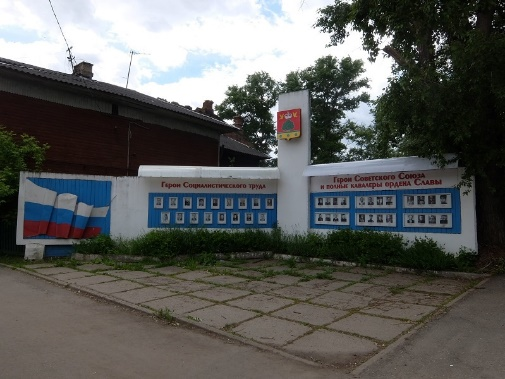 Герои Социалистического труда
Герои Советского Союза
и полные кавалеры ордена Славы